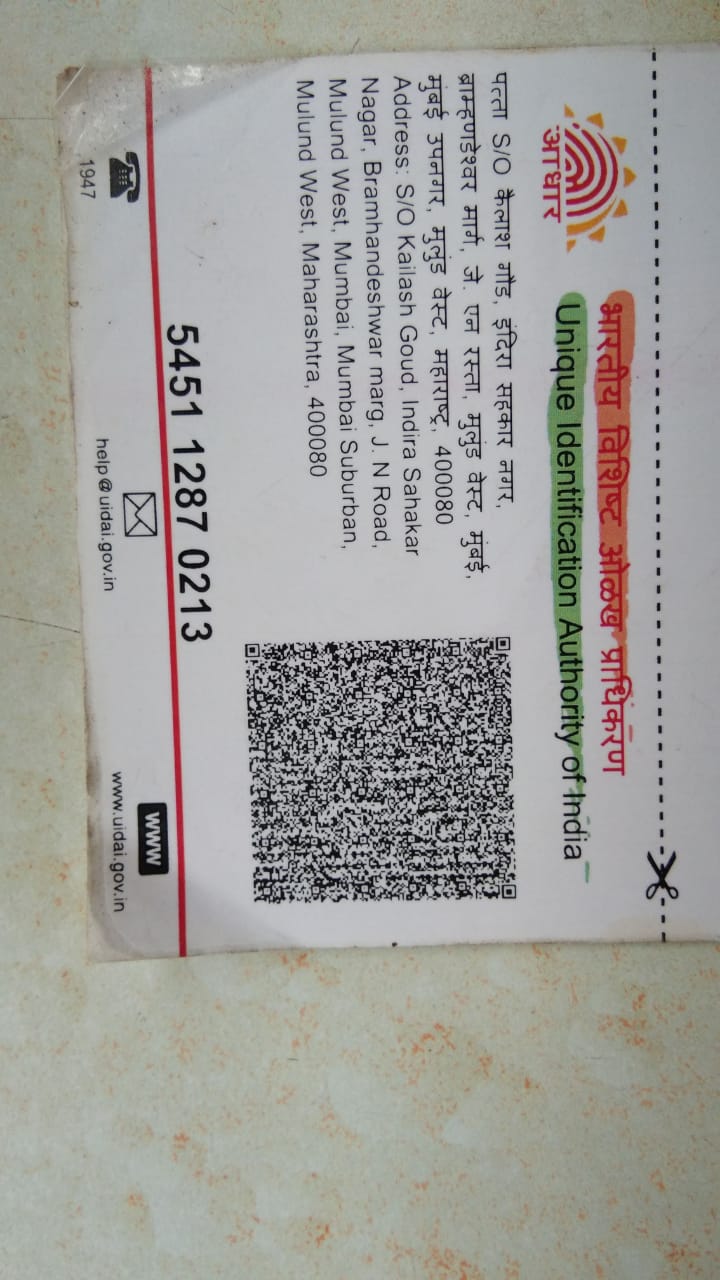 भारतीय विशिष्ट ओळख प्राधिकरण
Unique Identification Authority of India
आधार
पत्ता S/O कैलाश गौड, इंदिरा सहकार नगर,
ब्राम्हणडेश्वर मार्ग, जे. एन रस्ता, मुलुंड वेस्ट, मुंबई,
मुंबई उपनगर, मुलुंड वेस्ट, महाराष्ट्र, 400080
Address: S/O Kailash Goud, Indira Sahakar
Nagar, Bramhandeshwar marg, J. N Road,
Mulund West, Mumbai, Mumbai Suburban,
Mulund West, Maharashtra, 400080
5451 1287 0213
1947
help@uidai.gov.in
www
www.uidai.gov.in